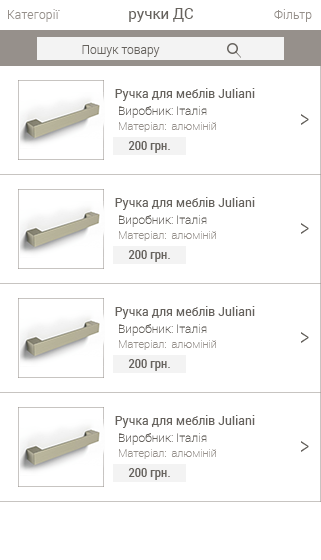 Категорії ручки ДС Фільтр
Пошук товару
Ручка для меблів Juliani
Виробник: Італія
Матеріал: алюміній
200 грн.
Ручка для меблів Juliani
Виробник: Італія
Матеріал: алюміній
200 грн.
Ручка для меблів Juliani
Виробник: Італія
Матеріал: алюміній
200 грн.
Ручка для меблів Juliani
Виробник: Італія
Матеріал: алюміній
200 грн.